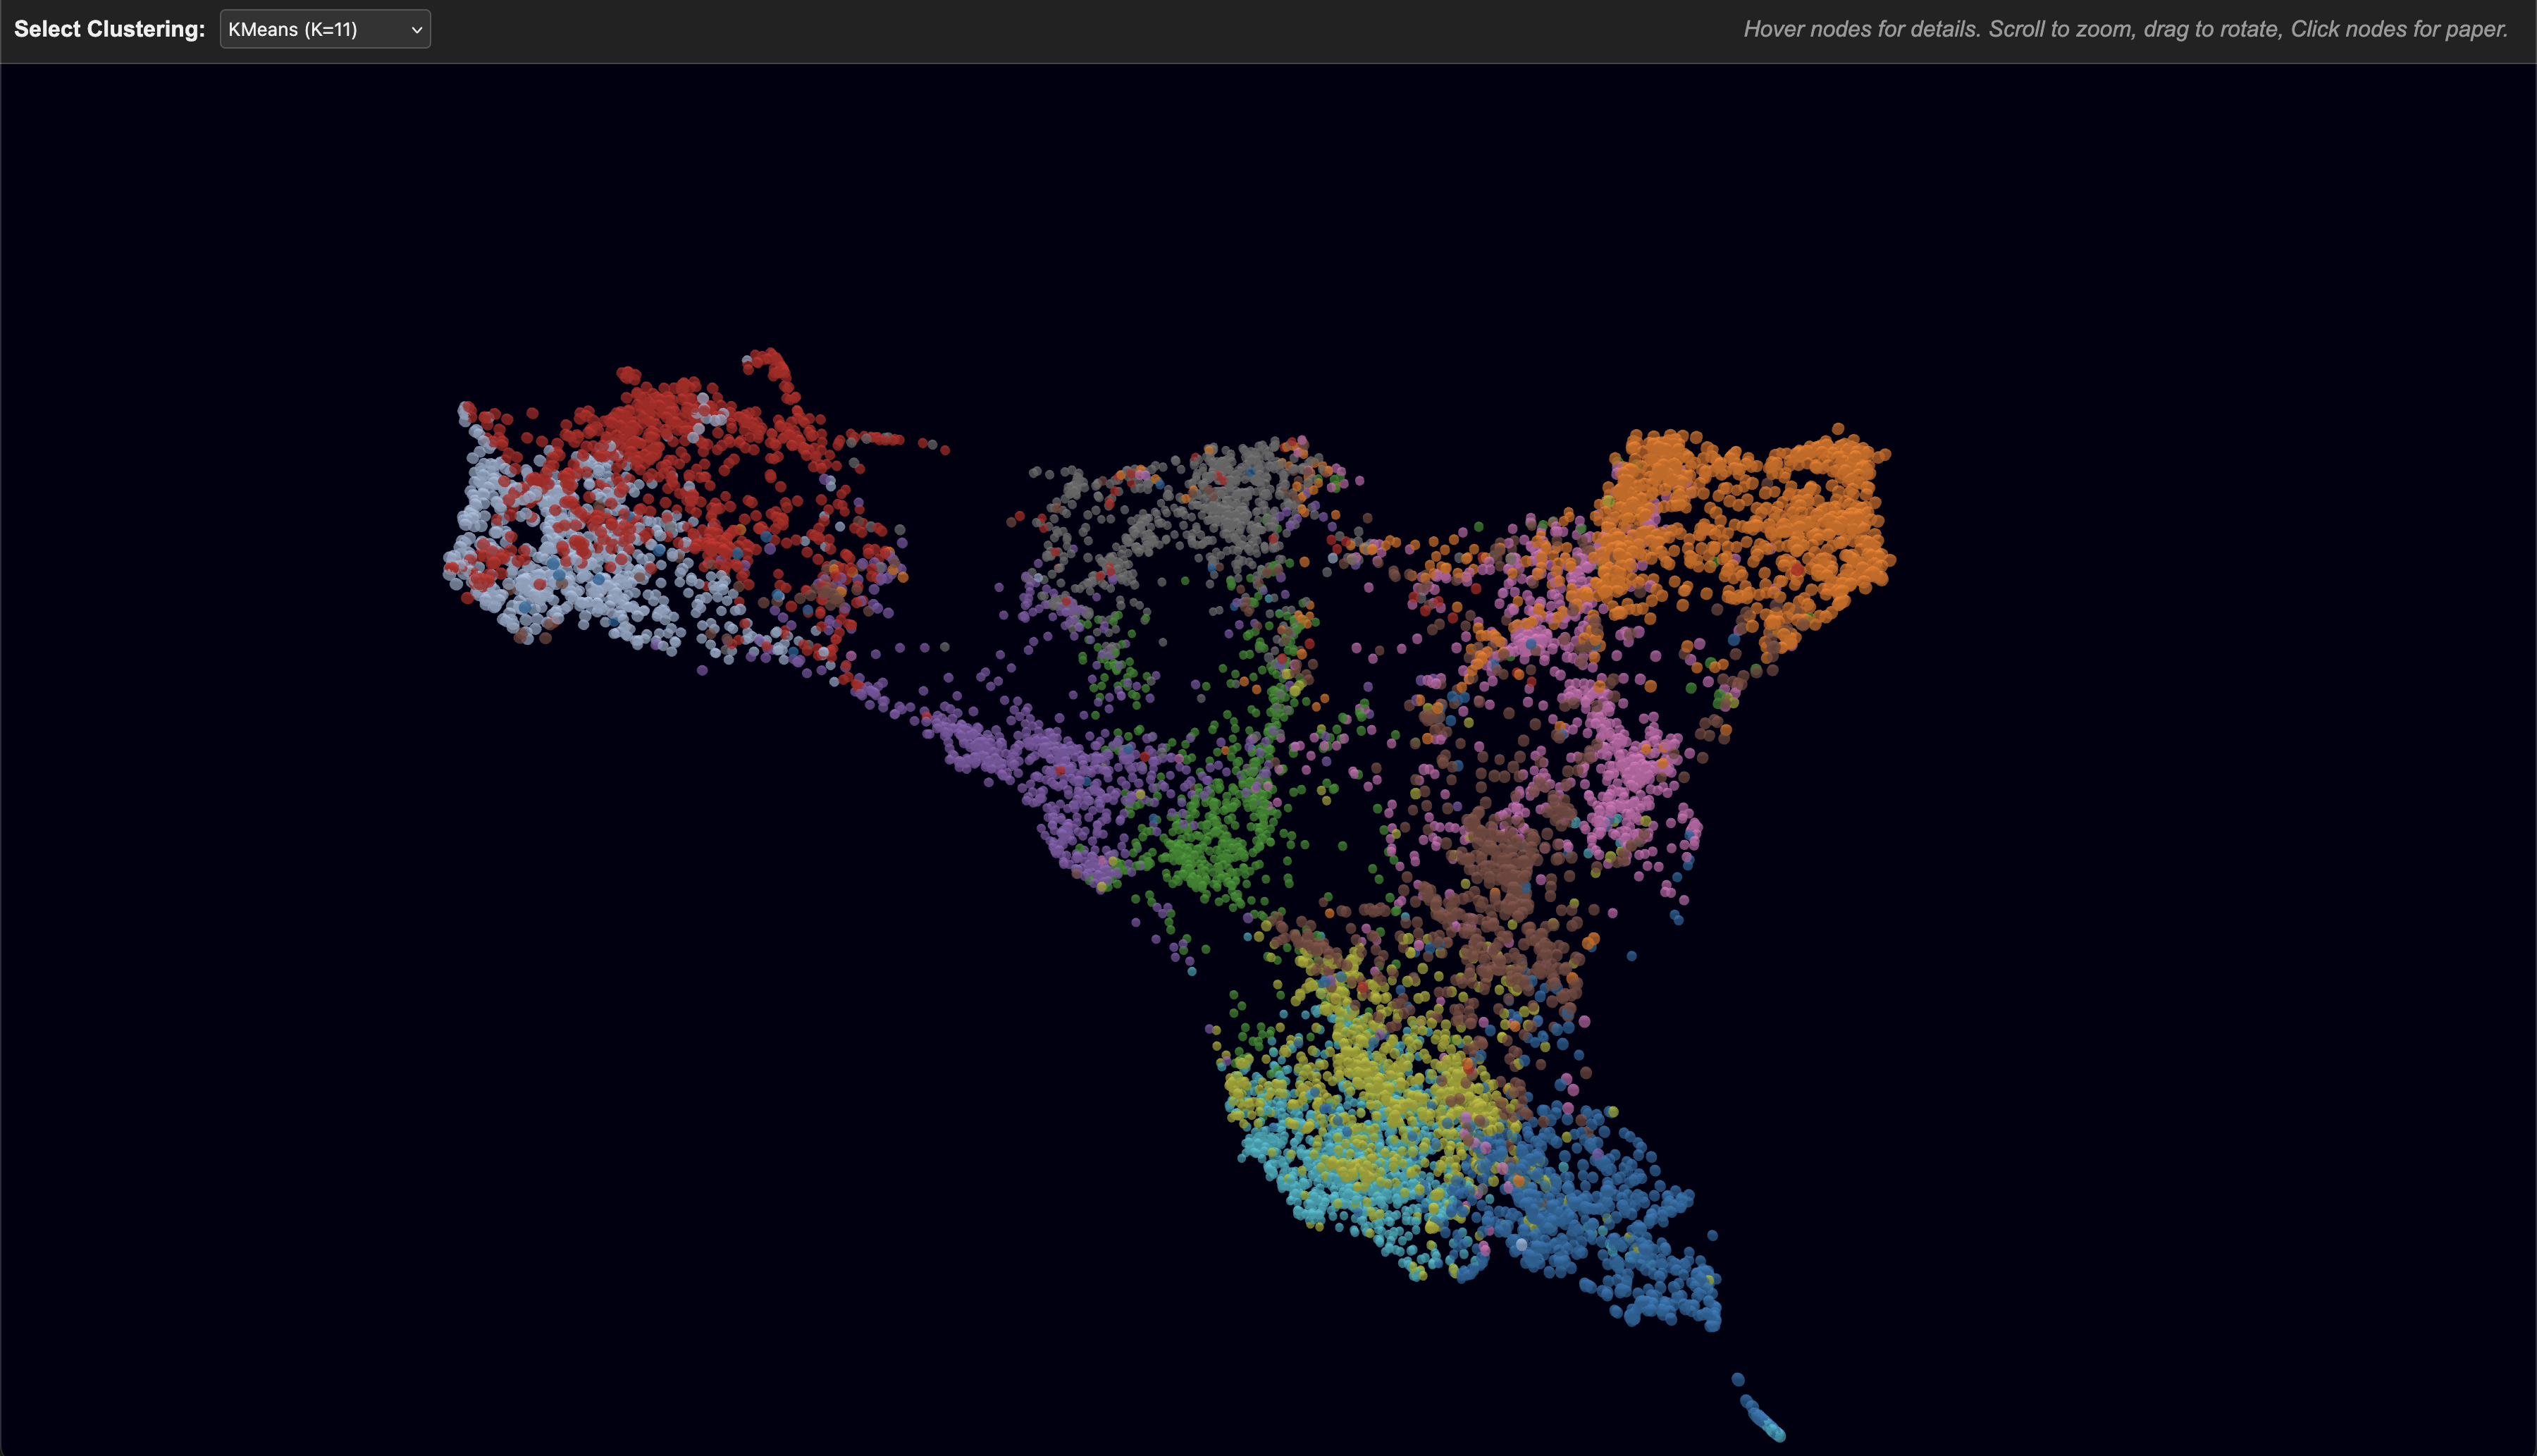 Select Clustering: KMeans (K=11) Hover nodes for details. Scroll to zoom, drag to rotate, Click nodes for paper.